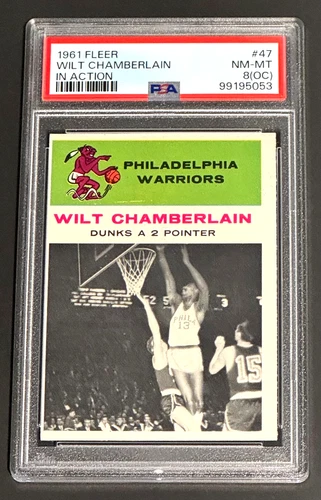 1961 FLEER #47
WILT CHAMBERLAIN NM-MT
IN ACTION 8(OC)
PSA 99195053
PHILADELPHIA
WARRIORS
WILT CHAMBERLAIN
DUNKS A 2 POINTER
PHIL
13
15